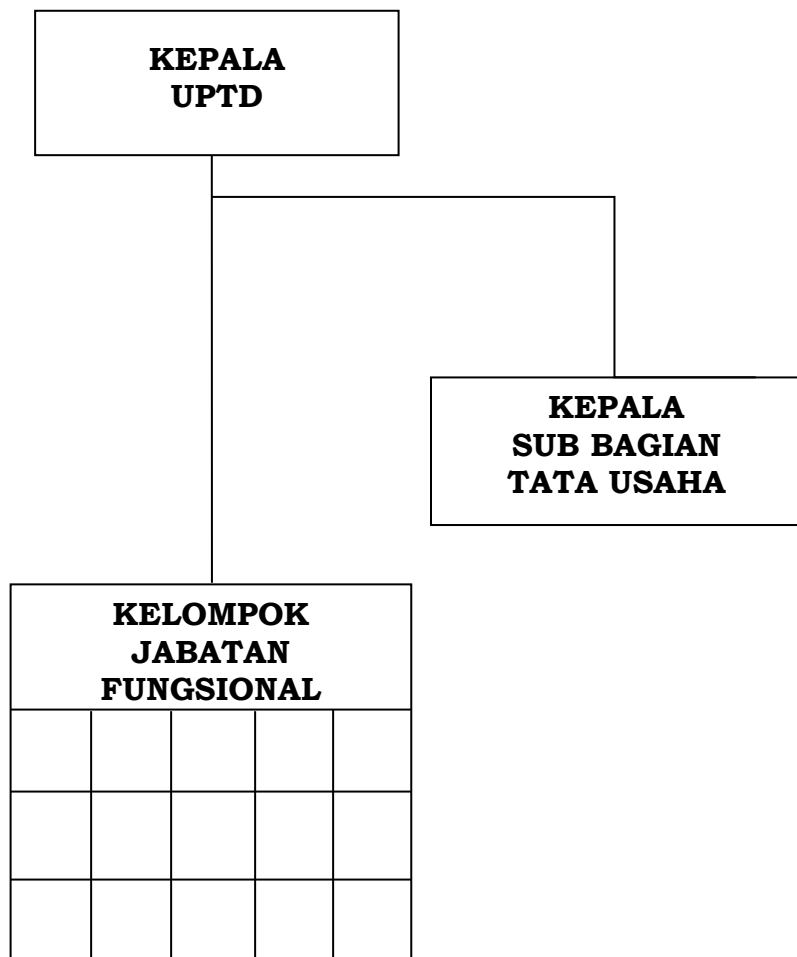 KEPALA
UPTD
KEPALA
SUB BAGIAN
TATA USAHA
KELOMPOK
JABATAN
FUNGSIONAL